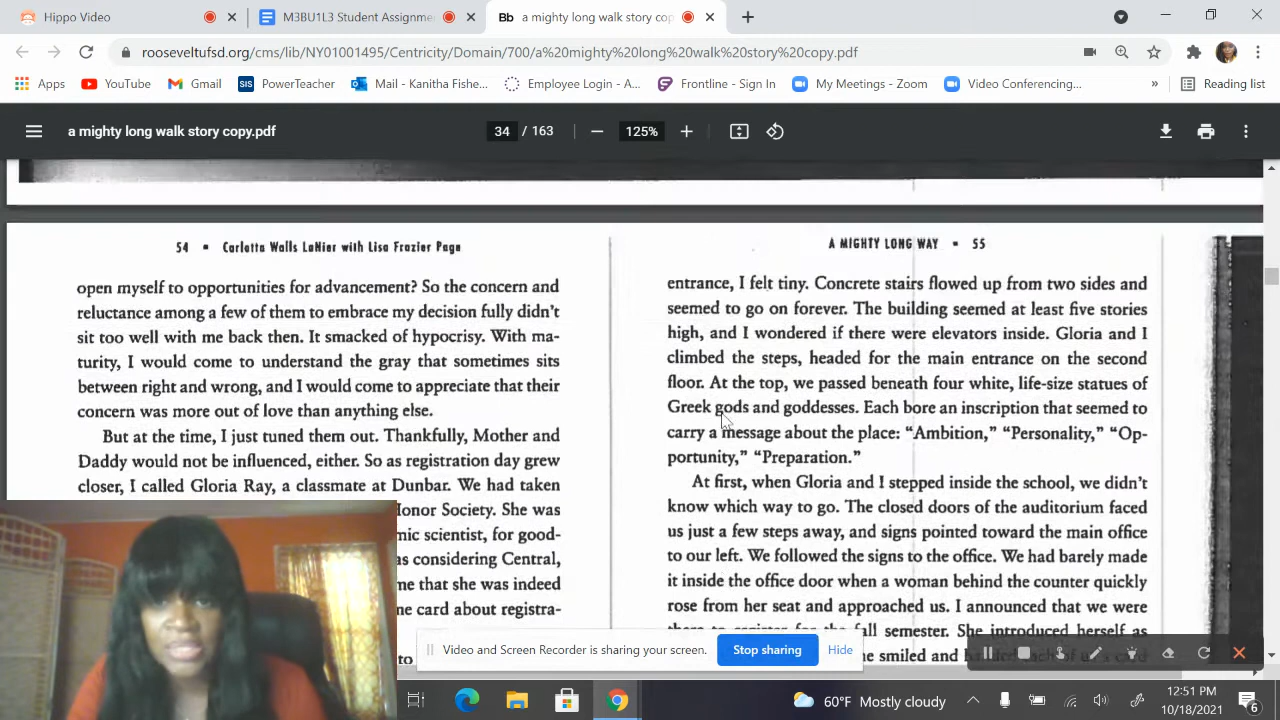 Hippo Video
M3BU1L3 Student Assignme
Bb a mighty long walk story cop
rooseveltufsd.org/cms/lib/NY01001495/Centricity/Domain/700/a%20mighty%20long%20walk%20story%20copy.pdf
Apps YouTube Gmail SIS PowerTeacher Mail - Kanitha Fishe... Employee Login - A... Frontline - Sign In My Meetings - Zoom Video Conferencing... » Reading list
a mighty long walk story copy.pdf
34 / 163 125%
54 ▪ Carlotta Walls LaNier with Lisa Frazier Page
open myself to opportunities for advancement? So the concern and
reluctance among a few of them to embrace my decision fully didn't
sit too well with me back then. It smacked of hypocrisy. With ma-
turity, I would come to understand the gray that sometimes sits
between right and wrong, and I would come to appreciate that their
concern was more out of love than anything else.
But at the time, I just tuned them out. Thankfully, Mother and
Daddy would not be influenced, either. So as registration day grew
closer, I called Gloria Ray, a classmate at Dunbar. We had taken
Honor Society. She was
mic scientist, for good-
as considering Central,
me that she was indeed
ne card about registra-
to
A MIGHTY LONG WAY ▪ 55
entrance, I felt tiny. Concrete stairs flowed up from two sides and
seemed to go on forever. The building seemed at least five stories
high, and I wondered if there were elevators inside. Gloria and I
climbed the steps, headed for the main entrance on the second
floor. At the top, we passed beneath four white, life-size statues of
Greek gods and goddesses. Each bore an inscription that seemed to
carry a message about the place: “Ambition,” “Personality,” “Op-
portunity,” “Preparation.”
At first, when Gloria and I stepped inside the school, we didn't
know which way to go. The closed doors of the auditorium faced
us just a few steps away, and signs pointed toward the main office
to our left. We followed the signs to the office. We had barely made
it inside the office door when a woman behind the counter quickly
rose from her seat and approached us. I announced that we were
fall semester. She introduced herself as
he smiled and
Video and Screen Recorder is sharing your screen. Stop sharing Hide
60°F Mostly cloudy
12:51 PM
10/18/2021
6